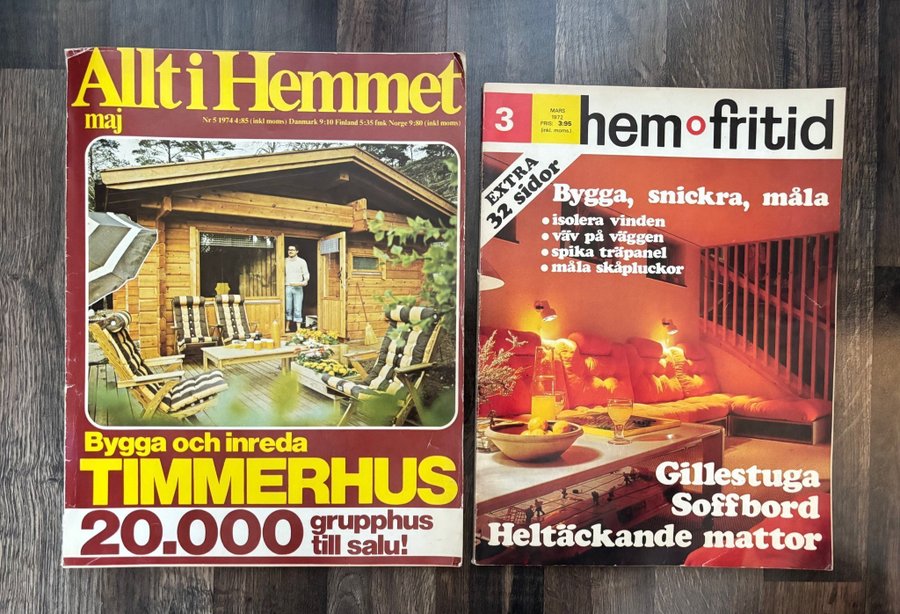 Allt i Hemmet
maj
Nr 5 1974 4:85 (inkl moms) Danmark 9:10 Finland 5:35 fmk Norge 9:80 (inkl moms)
Bygga och inreda
TIMMERHUS
20.000 grupphus
till salu!
3
MARS
1972
PRIS: 3.95
(inkl. moms.)
hem o fritid
EXTRA
32 sidor
Bygga, snickra, måla
• isolera vinden
• väv på väggen
• spika träpanel
• måla skåpluckor
Gillestuga
Soffbord
Heltäckande mattor